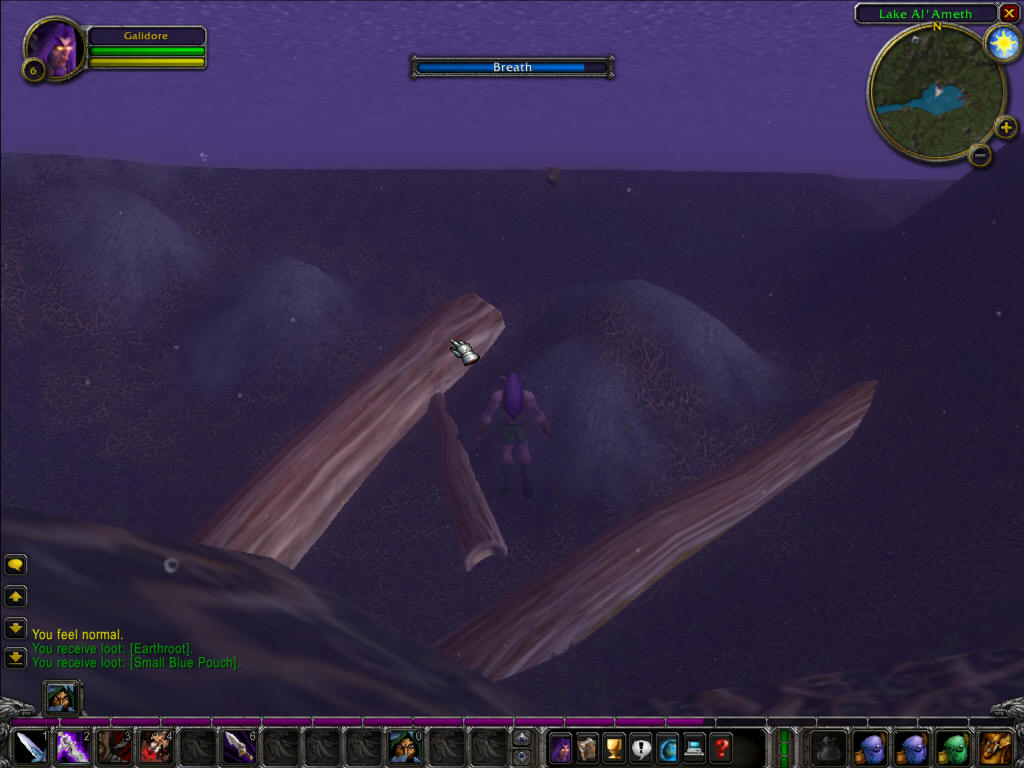 Galidore
6
Breath
Lake Al'Ameth
N
You feel normal.
You receive loot: [Earthroot].
You receive loot: [Small Blue Pouch].
1
2
3
4
6
0